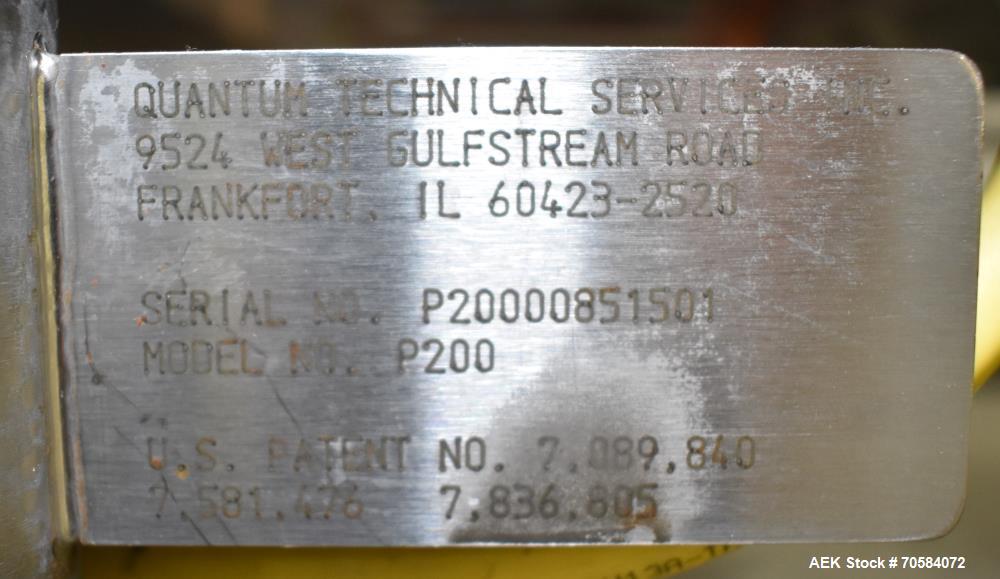 QUANTUM TECHNICAL SERVICES INC.
9524 WEST GULFSTREAM ROAD
FRANKFORT, IL 60423-2520
SERIAL NO. P20000851501
MODEL NO. P200
U.S. PATENT NO. 7,089,840
7,581,476 7,836,805
AEK Stock # 70584072